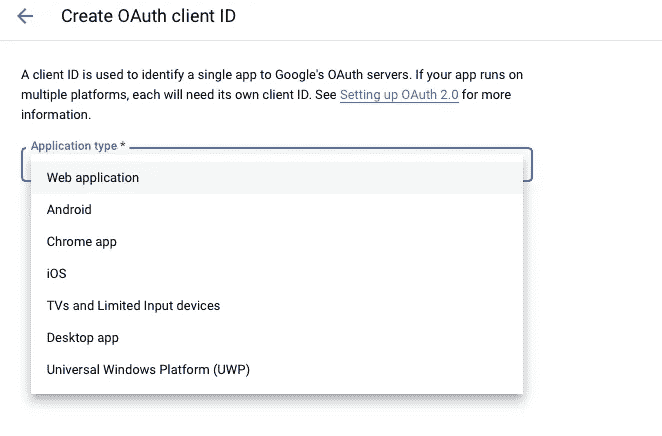 Create OAuth client ID
A client ID is used to identify a single app to Google's OAuth servers. If your app runs on
multiple platforms, each will need its own client ID. See Setting up OAuth 2.0 for more
information.
Application type *
Web application
Android
Chrome app
iOS
TVs and Limited Input devices
Desktop app
Universal Windows Platform (UWP)